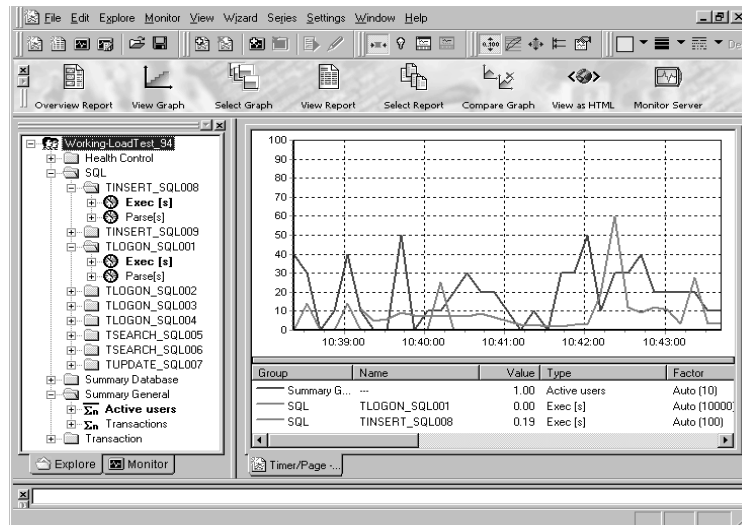 File Edit Explore Monitor View Wizard Series Settings Window Help
Overview Report View Graph Select Graph View Report Select Report Compare Graph View as HTML Monitor Server
Working-LoadTest_94
Health Control
SQL
TINSERT_SQL008
Exec [s]
Parse[s]
TINSERT_SQL009
TLOGON_SQL001
Exec [s]
Parse[s]
TLOGON_SQL002
TLOGON_SQL003
TLOGON_SQL004
TSEARCH_SQL005
TSEARCH_SQL006
TUPDATE_SQL007
Summary Database
Summary General
Σn Active users
Σn Transactions
Transaction
Explore Monitor
100
90
80
70
60
50
40
30
20
10
0
10:39:00 10:40:00 10:41:00 10:42:00 10:43:00
Group Name Value Type Factor
Summary G... --- 1.00 Active users Auto (10)
SQL TLOGON_SQL001 0.00 Exec [s] Auto (10000)
SQL TINSERT_SQL008 0.19 Exec [s] Auto (100)
Timer/Page -...